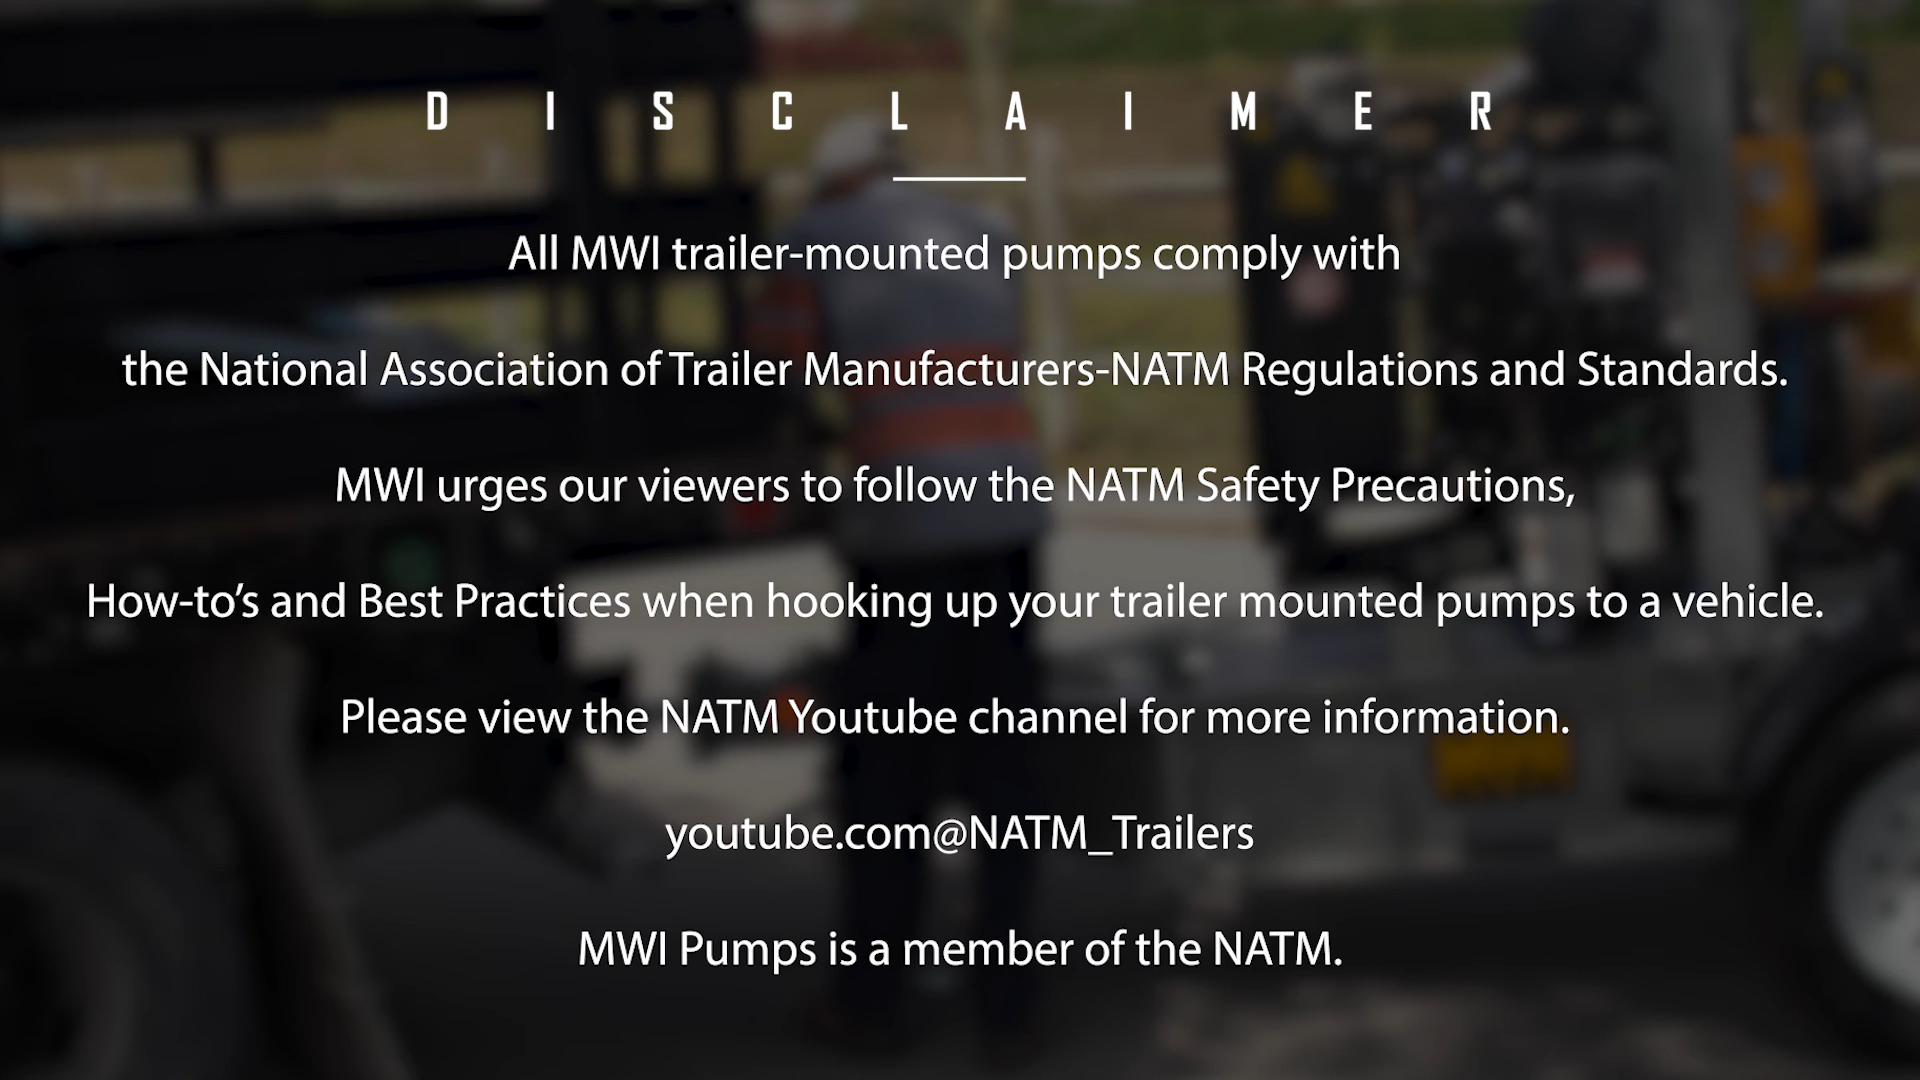 DISCLAIMER
All MWI trailer-mounted pumps comply with
the National Association of Trailer Manufacturers-NATM Regulations and Standards.
MWI urges our viewers to follow the NATM Safety Precautions,
How-to’s and Best Practices when hooking up your trailer mounted pumps to a vehicle.
Please view the NATM Youtube channel for more information.
youtube.com@NATM_Trailers
MWI Pumps is a member of the NATM.